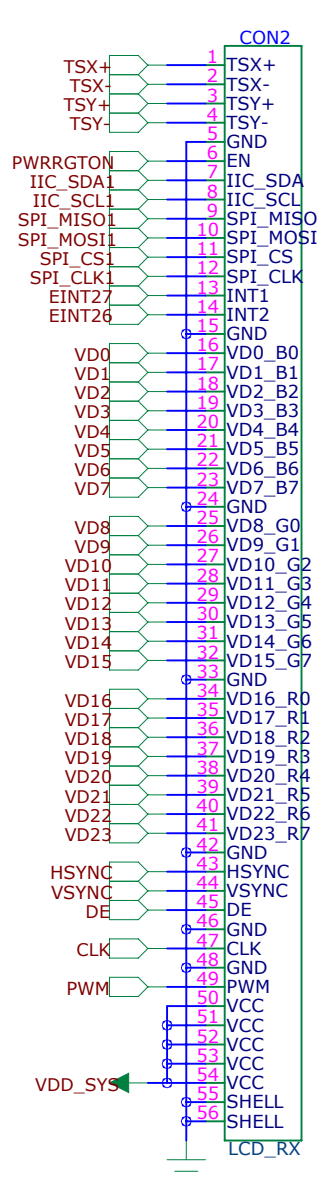 CON2
TSX+ 1 TSX+
TSX- 2 TSX-
TSY+ 3 TSY+
TSY- 4 TSY-
5 GND
PWRRGTON 6 EN
IIC_SDA1 7 IIC_SDA
IIC_SCL1 8 IIC_SCL
SPI_MISO1 9 SPI_MISO
SPI_MOSI1 10 SPI_MOSI
SPI_CS1 11 SPI_CS
SPI_CLK1 12 SPI_CLK
EINT27 13 INT1
EINT26 14 INT2
15 GND
VD0 16 VD0_B0
VD1 17 VD1_B1
VD2 18 VD2_B2
VD3 19 VD3_B3
VD4 20 VD4_B4
VD5 21 VD5_B5
VD6 22 VD6_B6
VD7 23 VD7_B7
24 GND
VD8 25 VD8_G0
VD9 26 VD9_G1
VD10 27 VD10_G2
VD11 28 VD11_G3
VD12 29 VD12_G4
VD13 30 VD13_G5
VD14 31 VD14_G6
VD15 32 VD15_G7
33 GND
VD16 34 VD16_R0
VD17 35 VD17_R1
VD18 36 VD18_R2
VD19 37 VD19_R3
VD20 38 VD20_R4
VD21 39 VD21_R5
VD22 40 VD22_R6
VD23 41 VD23_R7
42 GND
HSYNC 43 HSYNC
VSYNC 44 VSYNC
DE 45 DE
46 GND
CLK 47 CLK
48 GND
PWM 49 PWM
50 VCC
51 VCC
52 VCC
53 VCC
VDD_SYS 54 VCC
55 SHELL
56 SHELL
LCD_RX